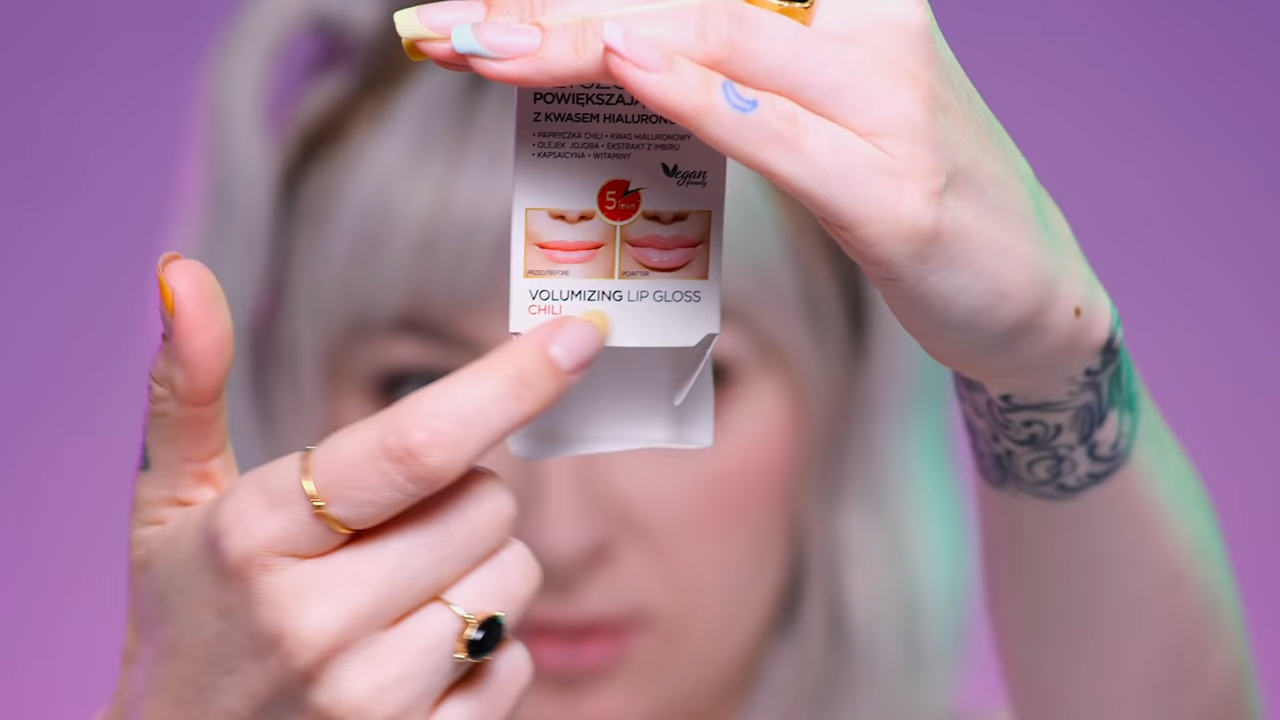 POWIĘKSZAJĄ
Z KWASEM HIALURON
• PAPRYCZKA CHILI • KWAS HIALURONOWY
• OLEJEK JOJOBA • EKSTRAKT Z IMBIRU
• KAPSAICYNA • WITAMINY
Vegan
friendly
5 min
PRZED/BEFORE
PO/AFTER
VOLUMIZING LIP GLOSS
CHILI